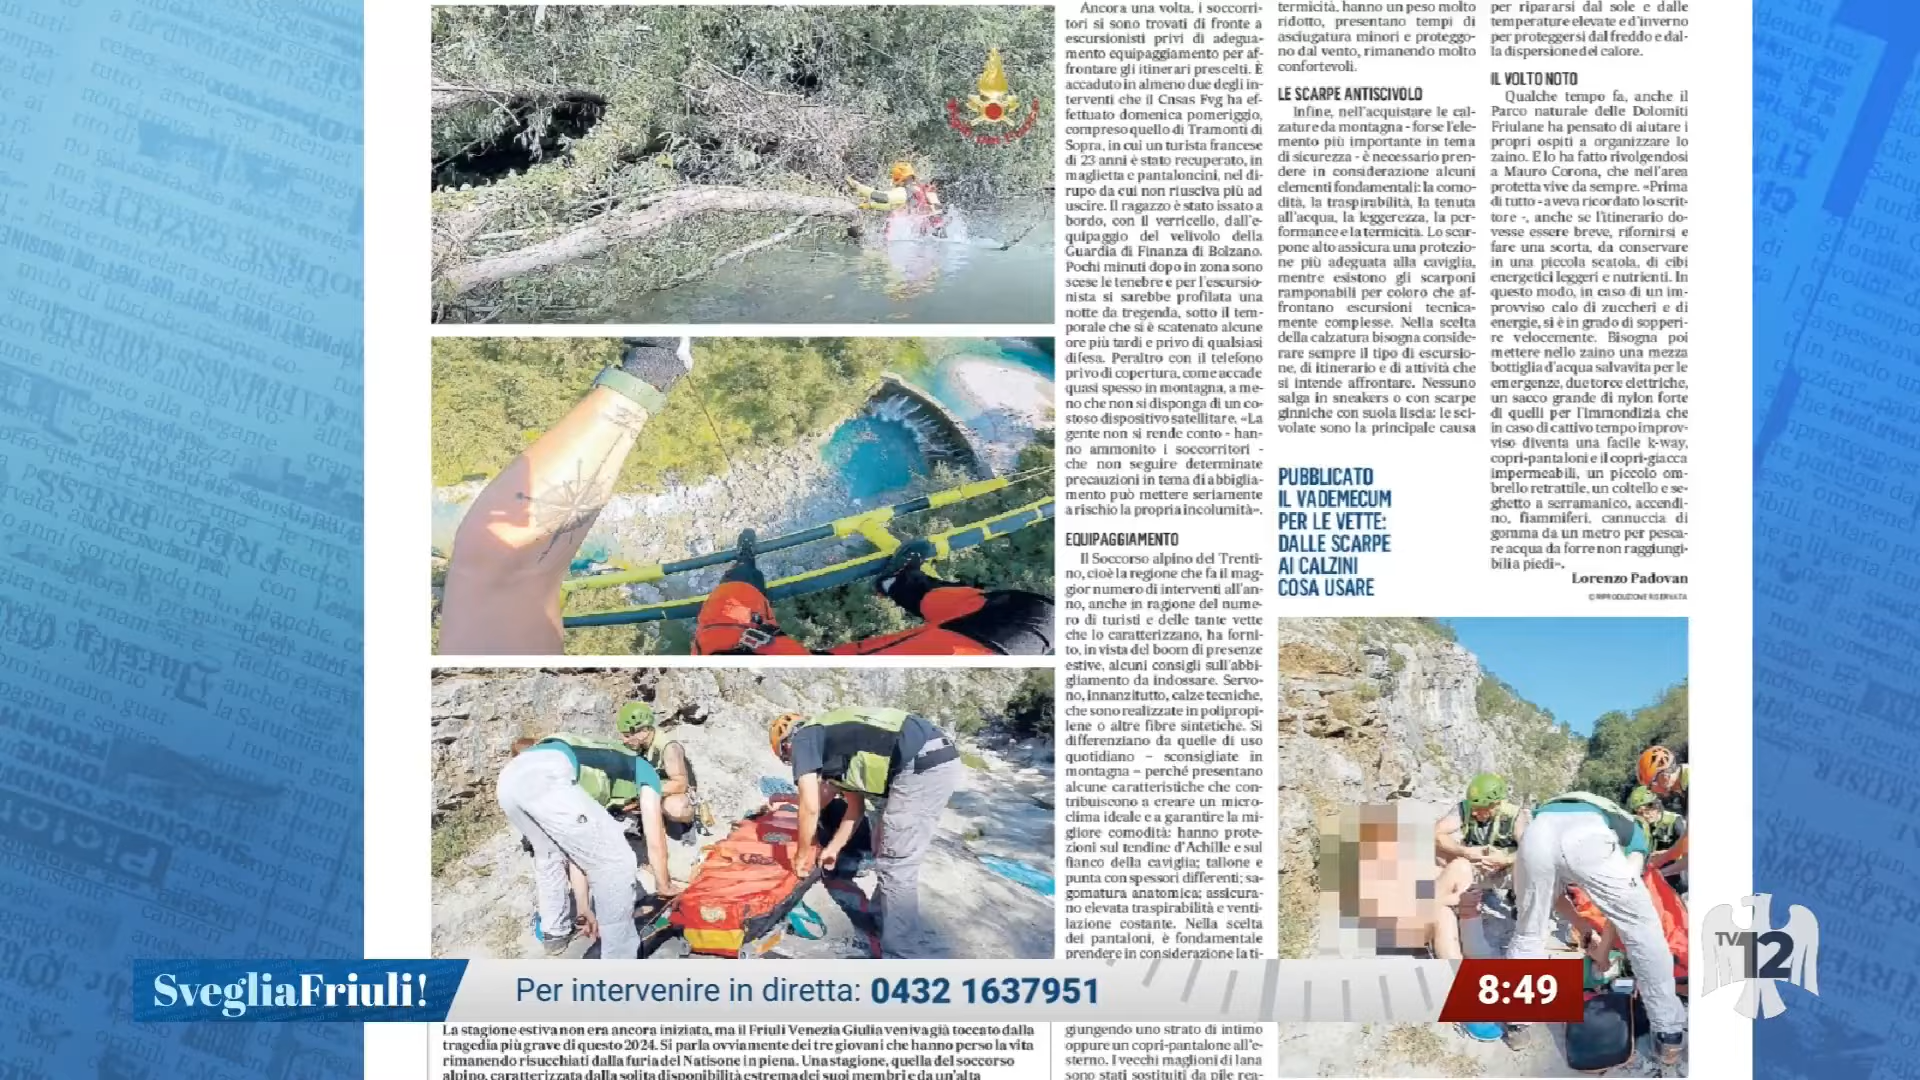 Ancora una volta, i soccorri-
tori si sono trovati di fronte a
escursionisti privi di adegua-
mento equipaggiamento per af-
frontare gli itinerari prescelti. È
accaduto in almeno due degli in-
terventi che il Cnsas Fvg ha ef-
fettuato domenica pomeriggio,
compreso quello di Tramonti di
Sopra, in cui un turista francese
di 23 anni è stato recuperato, in
maglietta e pantaloncini, nel di-
rupo da cui non riusciva più ad
uscire. Il ragazzo è stato issato a
bordo, con il verricello, dall'e-
quipaggio del velivolo della
Guardia di Finanza di Bolzano.
Pochi minuti dopo in zona sono
scese le tenebre e per l'escursio-
nista si sarebbe profilata una
notte da tregenda, sotto il tem-
porale che si è scatenato alcune
ore più tardi e privo di qualsiasi
difesa. Peraltro con il telefono
privo di copertura, come accade
quasi spesso in montagna, a me-
no che non si disponga di un co-
stoso dispositivo satellitare. «La
gente non si rende conto - han-
no ammonito i soccorritori -
che non seguire determinate
precauzioni in tema di abbiglia-
mento può mettere seriamente
a rischio la propria incolumità».
EQUIPAGGIAMENTO
Il Soccorso alpino del Trenti-
no, cioè la regione che fa il mag-
gior numero di interventi all'an-
no, anche in ragione del nume-
ro di turisti e delle tante vette
che lo caratterizzano, ha forni-
to, in vista del boom di presenze
estive, alcuni consigli sull'abbi-
gliamento da indossare. Servo-
no, innanzitutto, calze tecniche,
che sono realizzate in polipropi-
lene o altre fibre sintetiche. Si
differenziano da quelle di uso
quotidiano – sconsigliate in
montagna – perché presentano
alcune caratteristiche che con-
tribuiscono a creare un micro-
clima ideale e a garantire la mi-
gliore comodità: hanno prote-
zioni sul tendine d'Achille e sul
fianco della caviglia; tallone e
punta con spessori differenti; sa-
gomatura anatomica; assicura-
no elevata traspirabilità e venti-
lazione costante. Nella scelta
dei pantaloni, è fondamentale
prendere in considerazione la ti-
giungendo uno strato di intimo
oppure un copri-pantalone all'e-
sterno. I vecchi maglioni di lana
sono stati sostituiti da pile rea-
termicità, hanno un peso molto
ridotto, presentano tempi di
asciugatura minori e proteggo-
no dal vento, rimanendo molto
confortevoli.
LE SCARPE ANTISCIVOLO
Infine, nell'acquistare le cal-
zature da montagna - forse l'ele-
mento più importante in tema
di sicurezza - è necessario pren-
dere in considerazione alcuni
elementi fondamentali: la como-
dità, la traspirabilità, la tenuta
all'acqua, la leggerezza, la per-
formance e la termicità. Lo scar-
pone alto assicura una protezio-
ne più adeguata alla caviglia,
mentre esistono gli scarponi
ramponabili per coloro che af-
frontano escursioni tecnica-
mente complesse. Nella scelta
della calzatura bisogna conside-
rare sempre il tipo di escursio-
ne, di itinerario e di attività che
si intende affrontare. Nessuno
salga in sneakers o con scarpe
ginniche con suola liscia: le sci-
volate sono la principale causa
PUBBLICATO
IL VADEMECUM
PER LE VETTE:
DALLE SCARPE
AI CALZINI
COSA USARE
per ripararsi dal sole e dalle
temperature elevate e d'inverno
per proteggersi dal freddo e dal-
la dispersione del calore.
IL VOLTO NOTO
Qualche tempo fa, anche il
Parco naturale delle Dolomiti
Friulane ha pensato di aiutare i
propri ospiti a organizzare lo
zaino. E lo ha fatto rivolgendosi
a Mauro Corona, che nell'area
protetta vive da sempre. «Prima
di tutto - aveva ricordato lo scrit-
tore -, anche se l'itinerario do-
vesse essere breve, rifornirsi e
fare una scorta, da conservare
in una piccola scatola, di cibi
energetici leggeri e nutrienti. In
questo modo, in caso di un im-
provviso calo di zuccheri e di
energie, si è in grado di sopperi-
re velocemente. Bisogna poi
mettere nello zaino una mezza
bottiglia d'acqua salvavita per le
emergenze, due torce elettriche,
un sacco grande di nylon forte
di quelli per l'immondizia che
in caso di cattivo tempo improv-
viso diventa una facile k-way,
copri-pantaloni e il copri-giacca
impermeabili, un piccolo om-
brello retrattile, un coltello e se-
ghetto a serramanico, accendi-
no, fiammiferi, cannuccia di
gomma da un metro per pesca-
re acqua da forre non raggiungi-
bili a piedi».
Lorenzo Padovan
© RIPRODUZIONE RISERVATA
SvegliaFriuli!
Per intervenire in diretta: 0432 1637951
8:49
TV 12
La stagione estiva non era ancora iniziata, ma il Friuli Venezia Giulia veniva già toccato dalla
tragedia più grave di questo 2024. Si parla ovviamente dei tre giovani che hanno perso la vita
rimanendo risucchiati dalla furia del Natisone in piena. Una stagione, quella del soccorso
alpino, caratterizzata dalla solita disponibilità estrema dei suoi membri e da un'alta